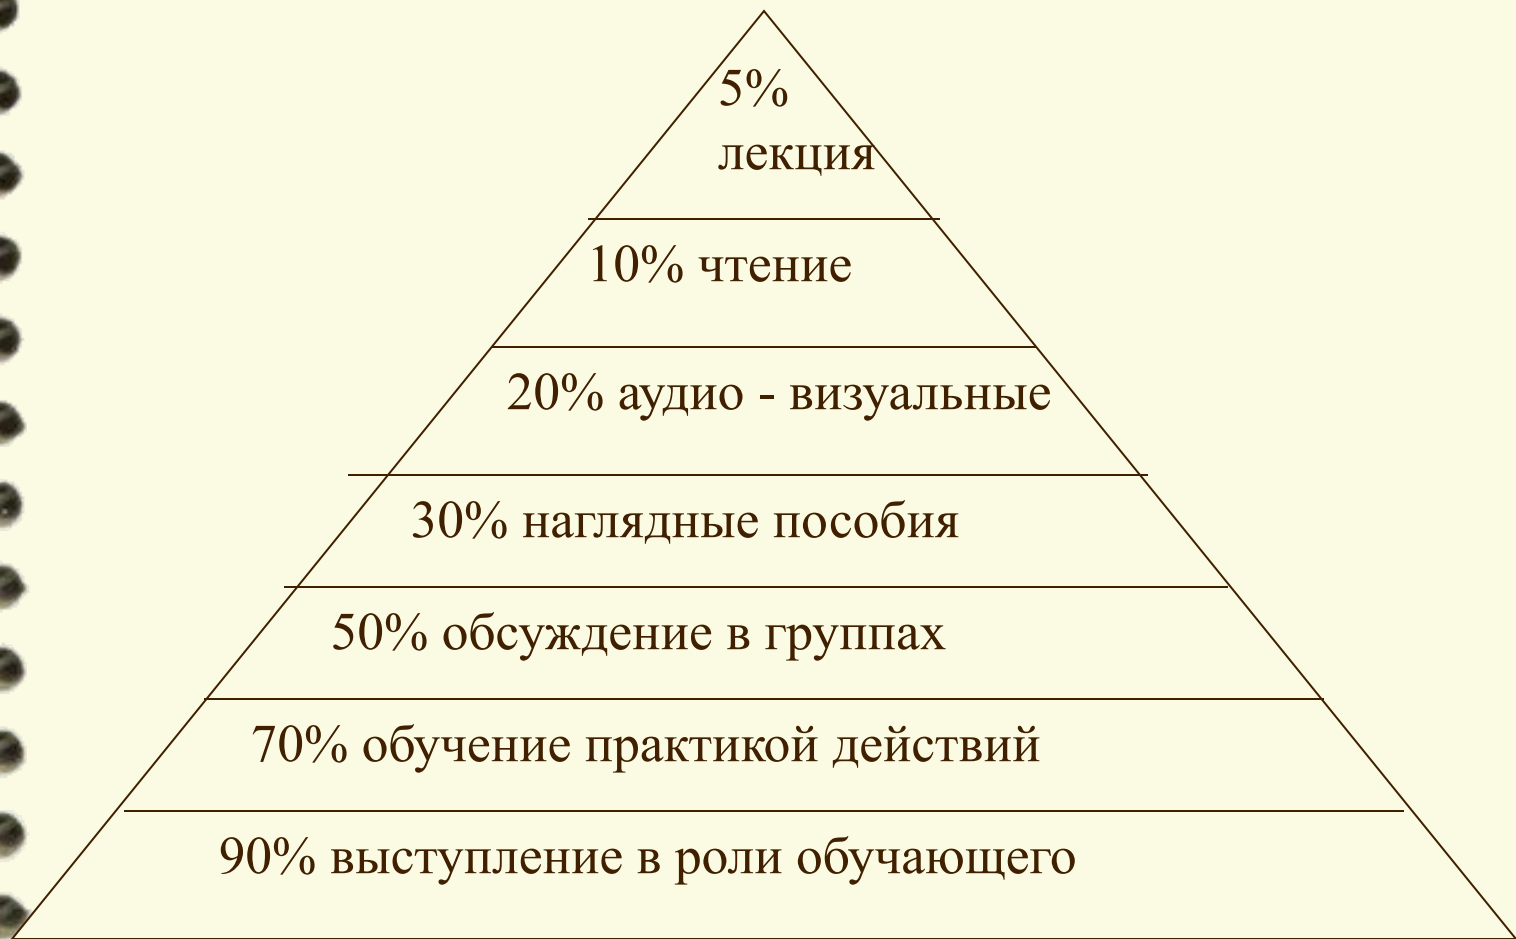 5%
лекция
10% чтение
20% аудио - визуальные
30% наглядные пособия
50% обсуждение в группах
70% обучение практикой действий
90% выступление в роли обучающего